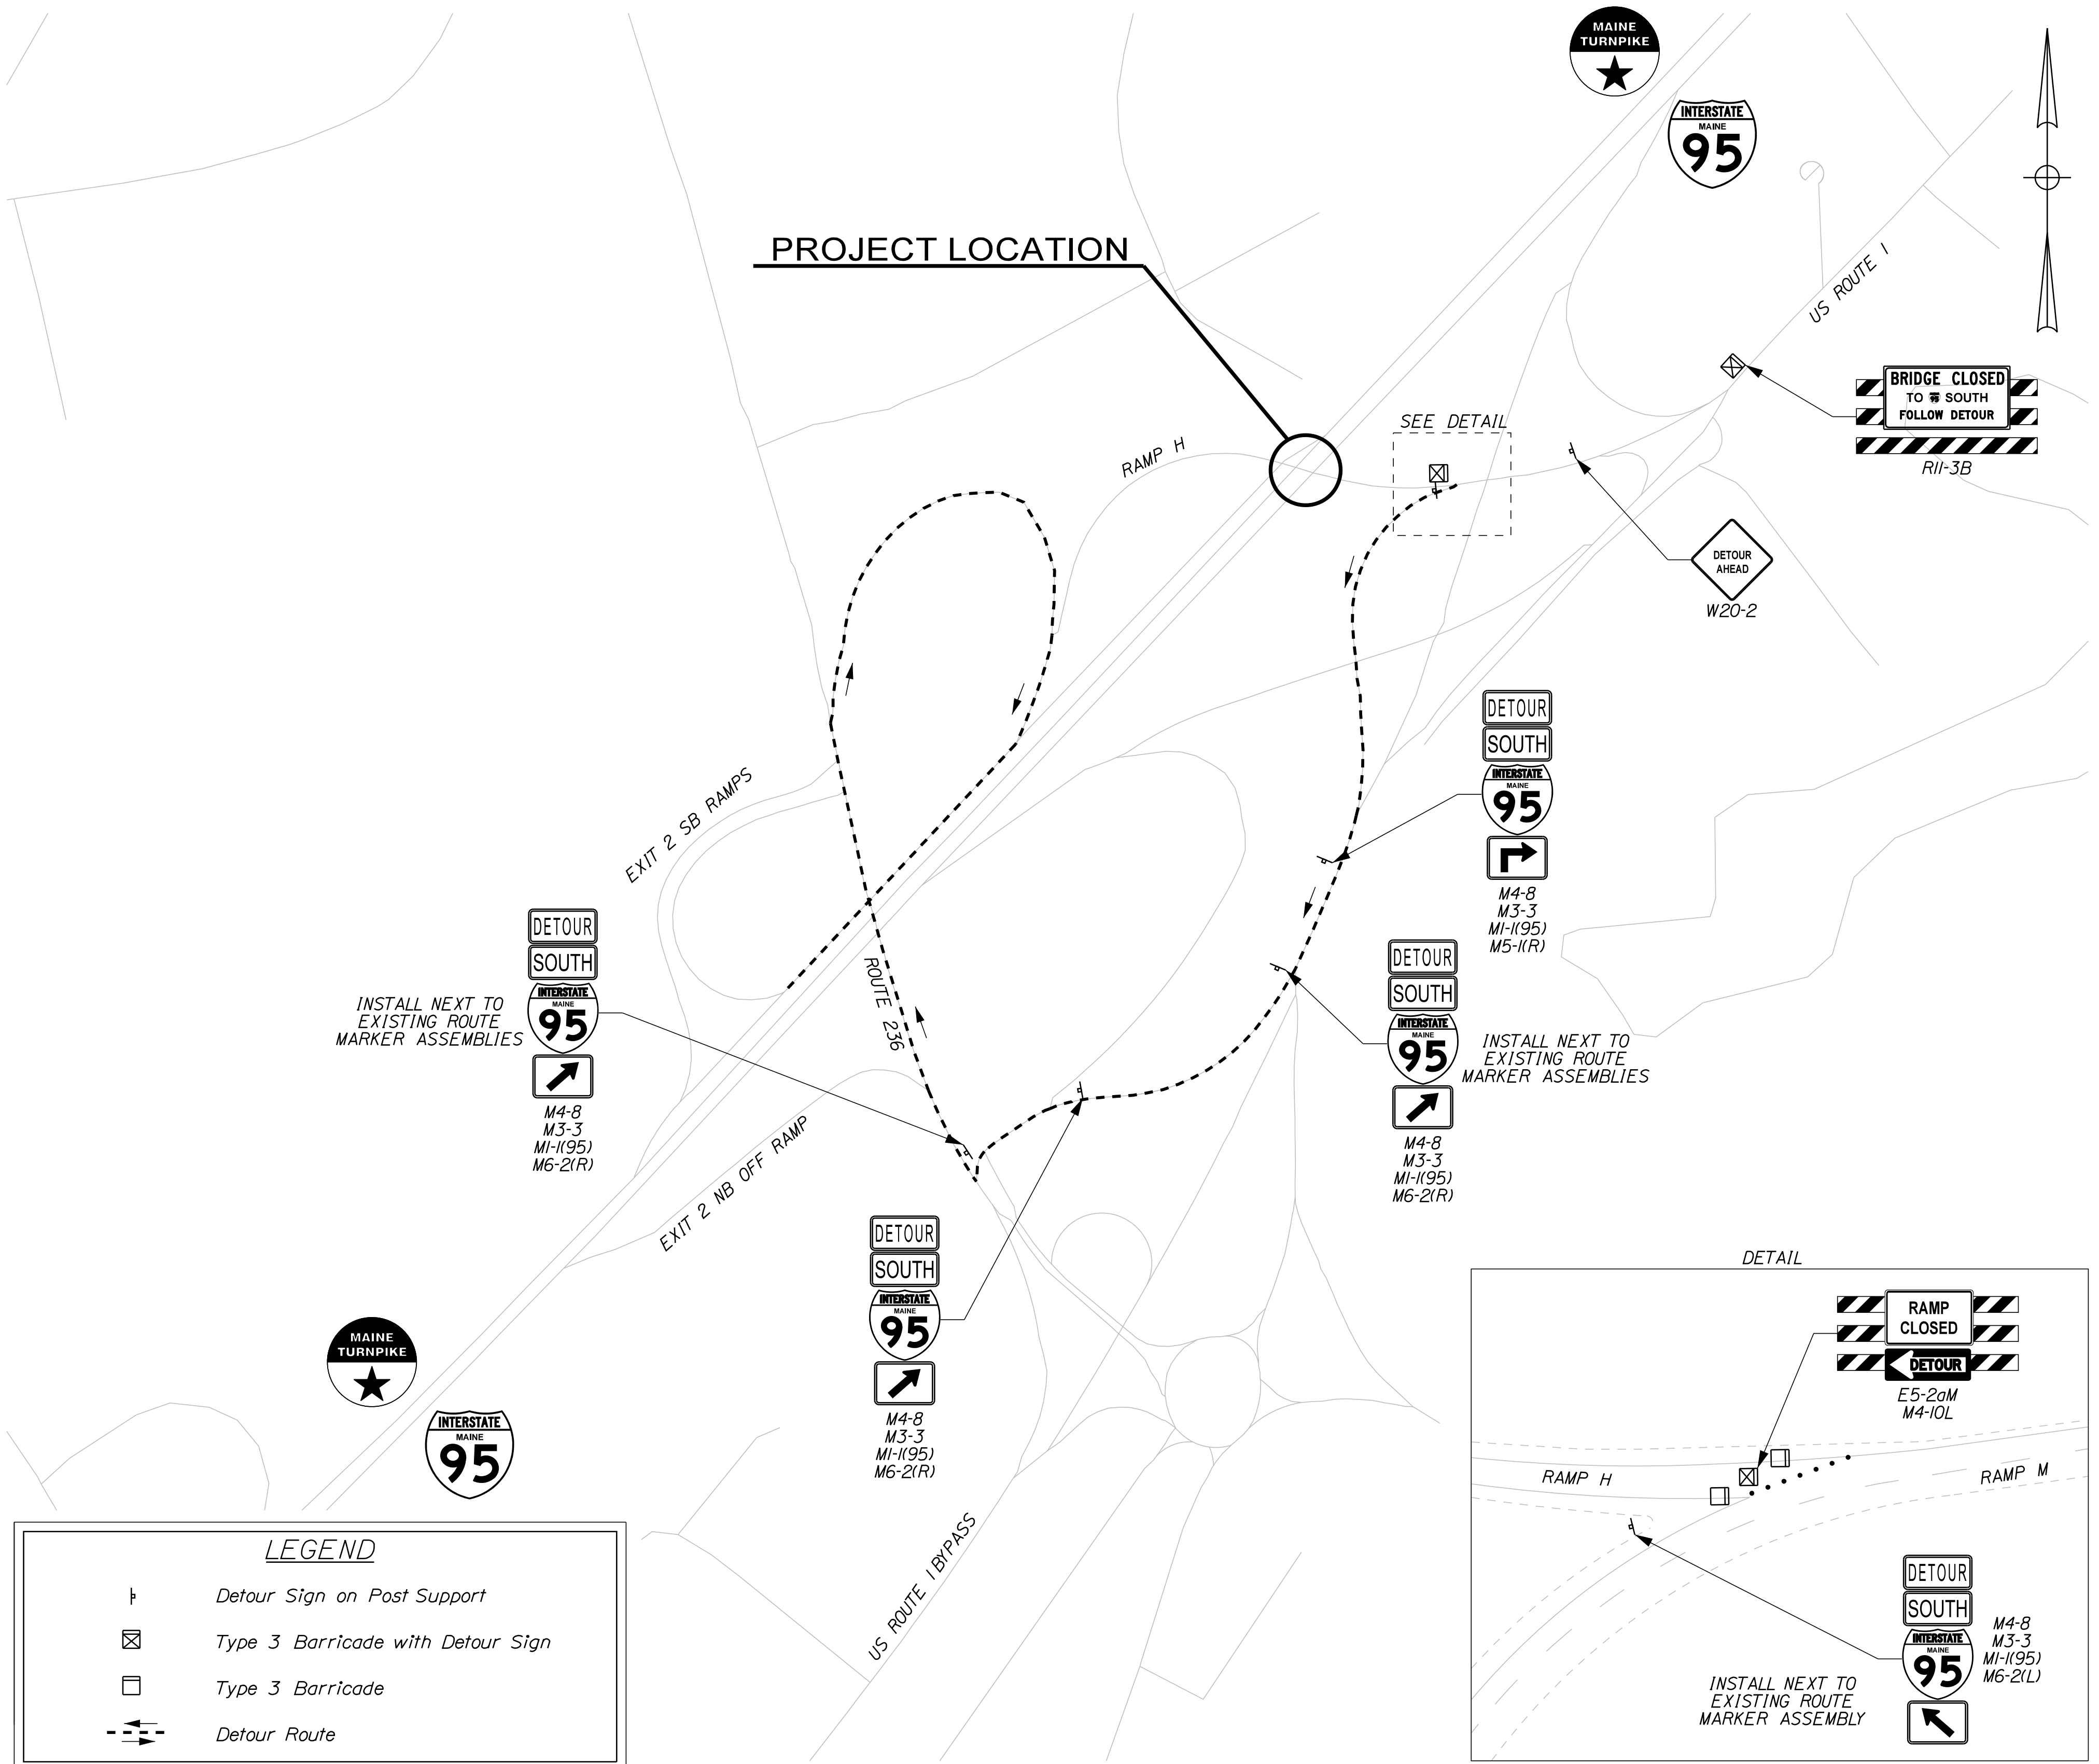 MAINE
TURNPIKE
INTERSTATE
MAINE
95
PROJECT LOCATION
US ROUTE 1
BRIDGE CLOSED
TO 95 SOUTH
FOLLOW DETOUR
R11-3B
SEE DETAIL
RAMP H
DETOUR
AHEAD
W20-2
DETOUR
SOUTH
INTERSTATE
MAINE
95
M4-8
M3-3
M1-1(95)
M5-1(R)
EXIT 2 SB RAMPS
DETOUR
SOUTH
INTERSTATE
MAINE
95
INSTALL NEXT TO
EXISTING ROUTE
MARKER ASSEMBLIES
M4-8
M3-3
M1-1(95)
M6-2(R)
ROUTE 236
DETOUR
SOUTH
INTERSTATE
MAINE
95
INSTALL NEXT TO
EXISTING ROUTE
MARKER ASSEMBLIES
M4-8
M3-3
M1-1(95)
M6-2(R)
EXIT 2 NB OFF RAMP
DETOUR
SOUTH
INTERSTATE
MAINE
95
M4-8
M3-3
M1-1(95)
M6-2(R)
MAINE
TURNPIKE
INTERSTATE
MAINE
95
US ROUTE 1 BYPASS
DETAIL
RAMP
CLOSED
DETOUR
E5-2aM
M4-10L
RAMP H
RAMP M
DETOUR
SOUTH
INTERSTATE
MAINE
95
M4-8
M3-3
M1-1(95)
M6-2(L)
INSTALL NEXT TO
EXISTING ROUTE
MARKER ASSEMBLY
LEGEND
Detour Sign on Post Support
Type 3 Barricade with Detour Sign
Type 3 Barricade
Detour Route